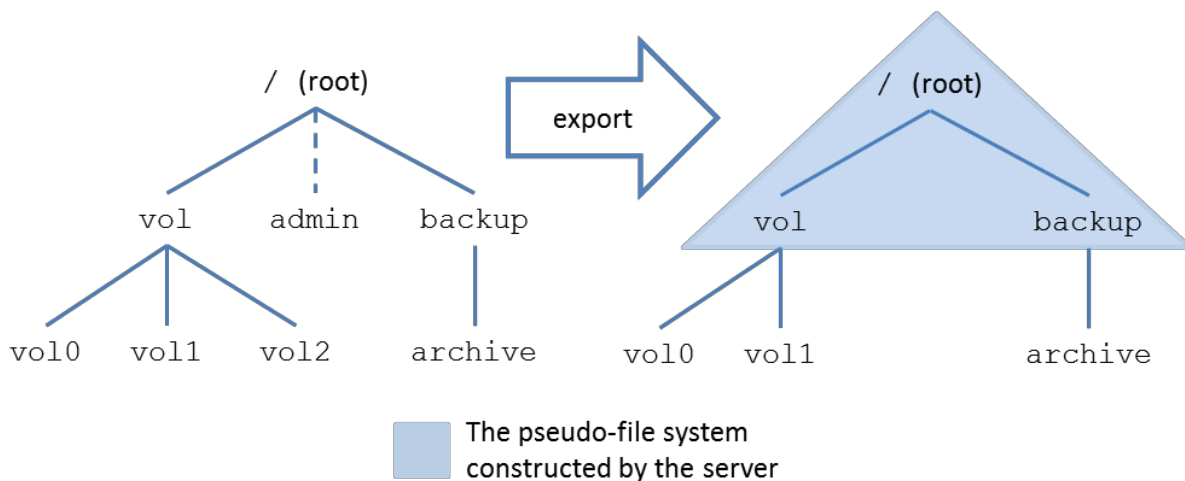 / (root)
export
/ (root)
vol admin backup
vol backup
vol0 vol1 vol2 archive
vol0 vol1 archive
The pseudo-file system
constructed by the server